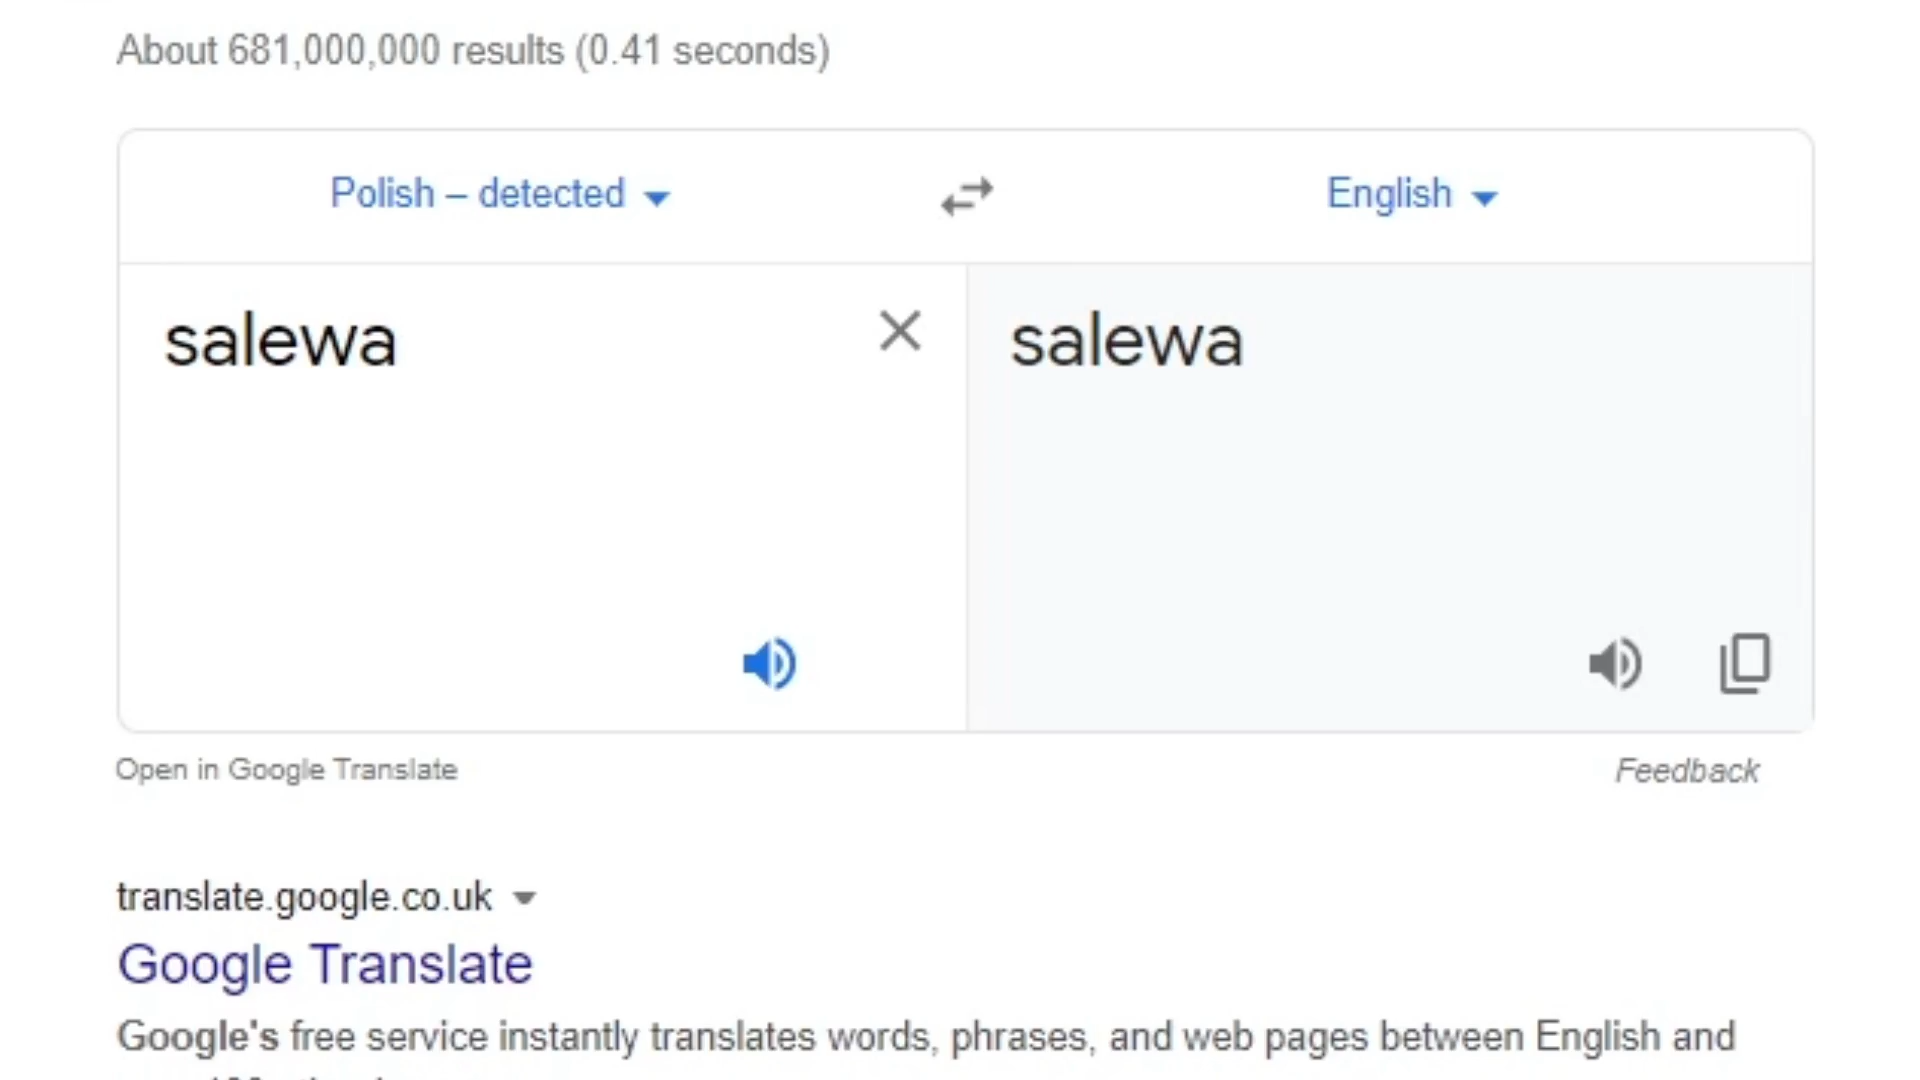 About 681,000,000 results (0.41 seconds)
Polish – detected
English
salewa
salewa
Open in Google Translate
Feedback
translate.google.co.uk
Google Translate
Google's free service instantly translates words, phrases, and web pages between English and